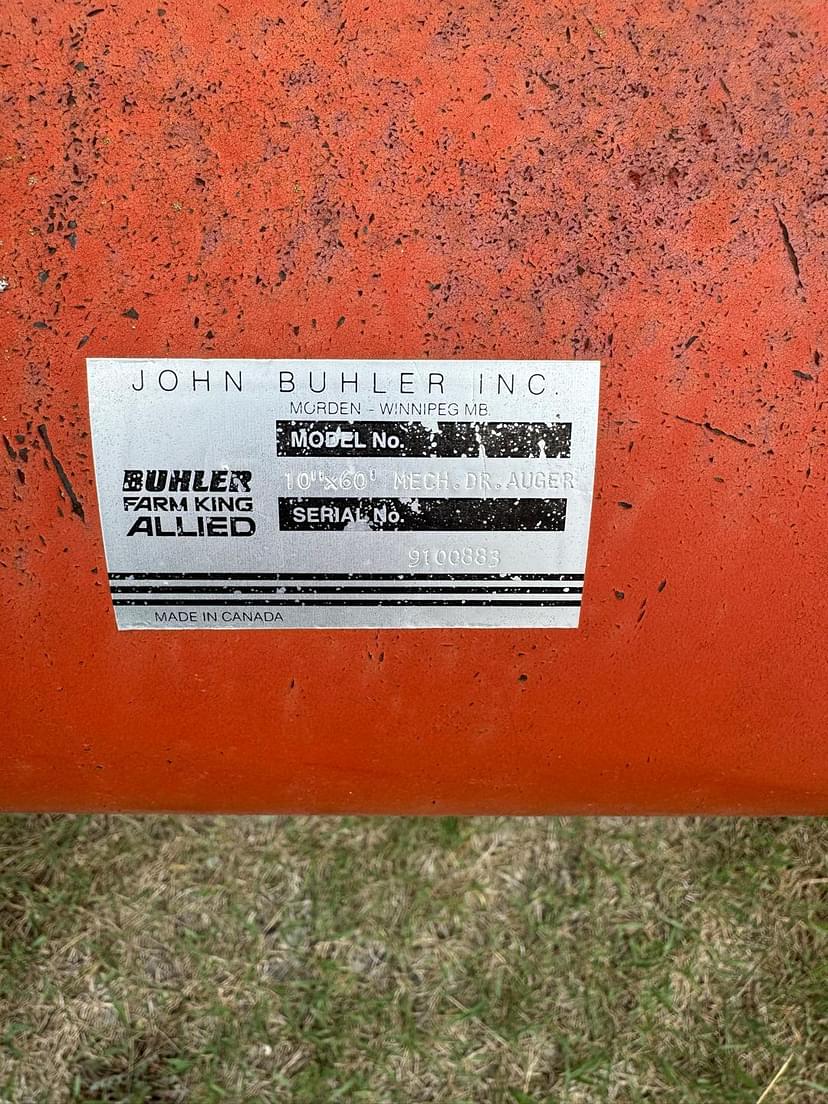 JOHN BUHLER INC.
MORDEN - WINNIPEG MB.
MODEL No.
10"x60' MECH.DR.AUGER
BUHLER
FARM KING
ALLIED
SERIAL No.
9100883
MADE IN CANADA